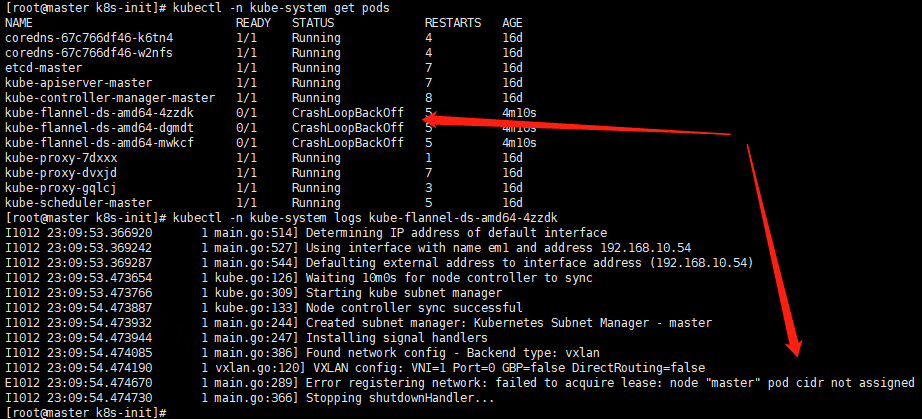 [root@master k8s-init]# kubectl -n kube-system get pods
NAME READY STATUS RESTARTS AGE
coredns-67c766df46-k6tn4 1/1 Running 4 16d
coredns-67c766df46-w2nfs 1/1 Running 4 16d
etcd-master 1/1 Running 7 16d
kube-apiserver-master 1/1 Running 7 16d
kube-controller-manager-master 1/1 Running 8 16d
kube-flannel-ds-amd64-4zzdk 0/1 CrashLoopBackOff 5 4m10s
kube-flannel-ds-amd64-dgmdt 0/1 CrashLoopBackOff 5 4m10s
kube-flannel-ds-amd64-mwkcf 0/1 CrashLoopBackOff 5 4m10s
kube-proxy-7dxxx 1/1 Running 1 16d
kube-proxy-dvxjd 1/1 Running 7 16d
kube-proxy-gqlcj 1/1 Running 3 16d
kube-scheduler-master 1/1 Running 5 16d
[root@master k8s-init]# kubectl -n kube-system logs kube-flannel-ds-amd64-4zzdk
I1012 23:09:53.366920 1 main.go:514] Determining IP address of default interface
I1012 23:09:53.369242 1 main.go:527] Using interface with name em1 and address 192.168.10.54
I1012 23:09:53.369287 1 main.go:544] Defaulting external address to interface address (192.168.10.54)
I1012 23:09:53.473654 1 kube.go:126] Waiting 10m0s for node controller to sync
I1012 23:09:53.473766 1 kube.go:309] Starting kube subnet manager
I1012 23:09:54.473887 1 kube.go:133] Node controller sync successful
I1012 23:09:54.473932 1 main.go:244] Created subnet manager: Kubernetes Subnet Manager - master
I1012 23:09:54.473944 1 main.go:247] Installing signal handlers
I1012 23:09:54.474085 1 main.go:386] Found network config - Backend type: vxlan
I1012 23:09:54.474190 1 vxlan.go:120] VXLAN config: VNI=1 Port=0 GBP=false DirectRouting=false
E1012 23:09:54.474670 1 main.go:289] Error registering network: failed to acquire lease: node "master" pod cidr not assigned
I1012 23:09:54.474730 1 main.go:366] Stopping shutdownHandler...
[root@master k8s-init]#